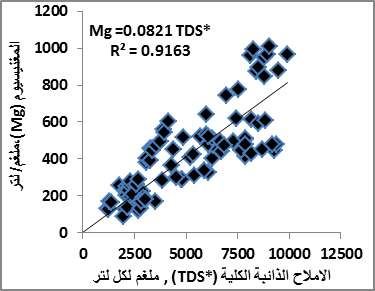 Mg =0.0821 TDS*
R² = 0.9163
المغنيسيوم (Mg)،ملغم/ لتر
1200
1000
800
600
400
200
0
0 2500 5000 7500 10000 12500
الاملاح الذائبة الكلية (TDS*) , ملغم لكل لتر